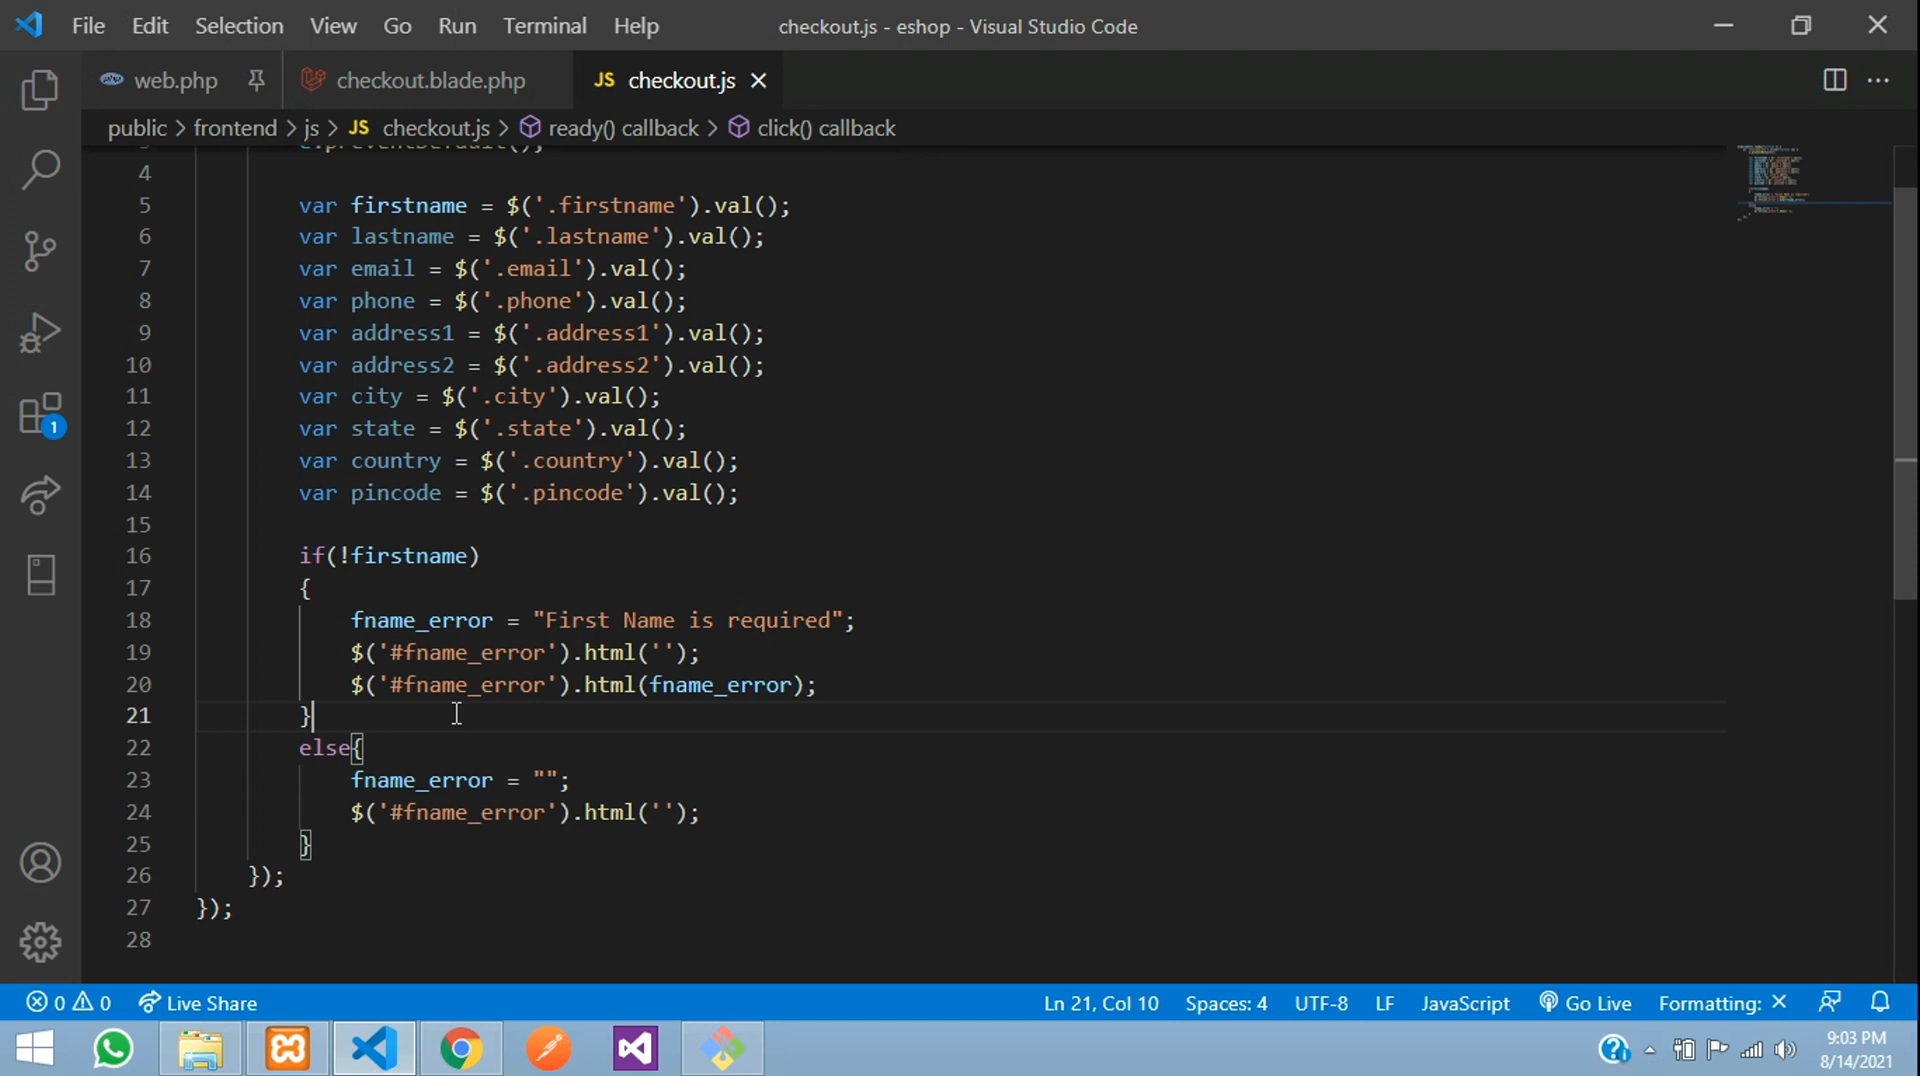 File Edit Selection View Go Run Terminal Help checkout.js - eshop - Visual Studio Code
web.php checkout.blade.php JS checkout.js
public > frontend > js > JS checkout.js > ready() callback > click() callback
4
5 var firstname = $('.firstname').val();
6 var lastname = $('.lastname').val();
7 var email = $('.email').val();
8 var phone = $('.phone').val();
9 var address1 = $('.address1').val();
10 var address2 = $('.address2').val();
11 var city = $('.city').val();
12 var state = $('.state').val();
13 var country = $('.country').val();
14 var pincode = $('.pincode').val();
15
16 if(!firstname)
17 {
18 fname_error = "First Name is required";
19 $('#fname_error').html('');
20 $('#fname_error').html(fname_error);
21 }
22 else{
23 fname_error = "";
24 $('#fname_error').html('');
25 }
26 });
27 });
28
1
0 0 Live Share Ln 21, Col 10 Spaces: 4 UTF-8 LF JavaScript Go Live Formatting: ×
9:03 PM
8/14/2021